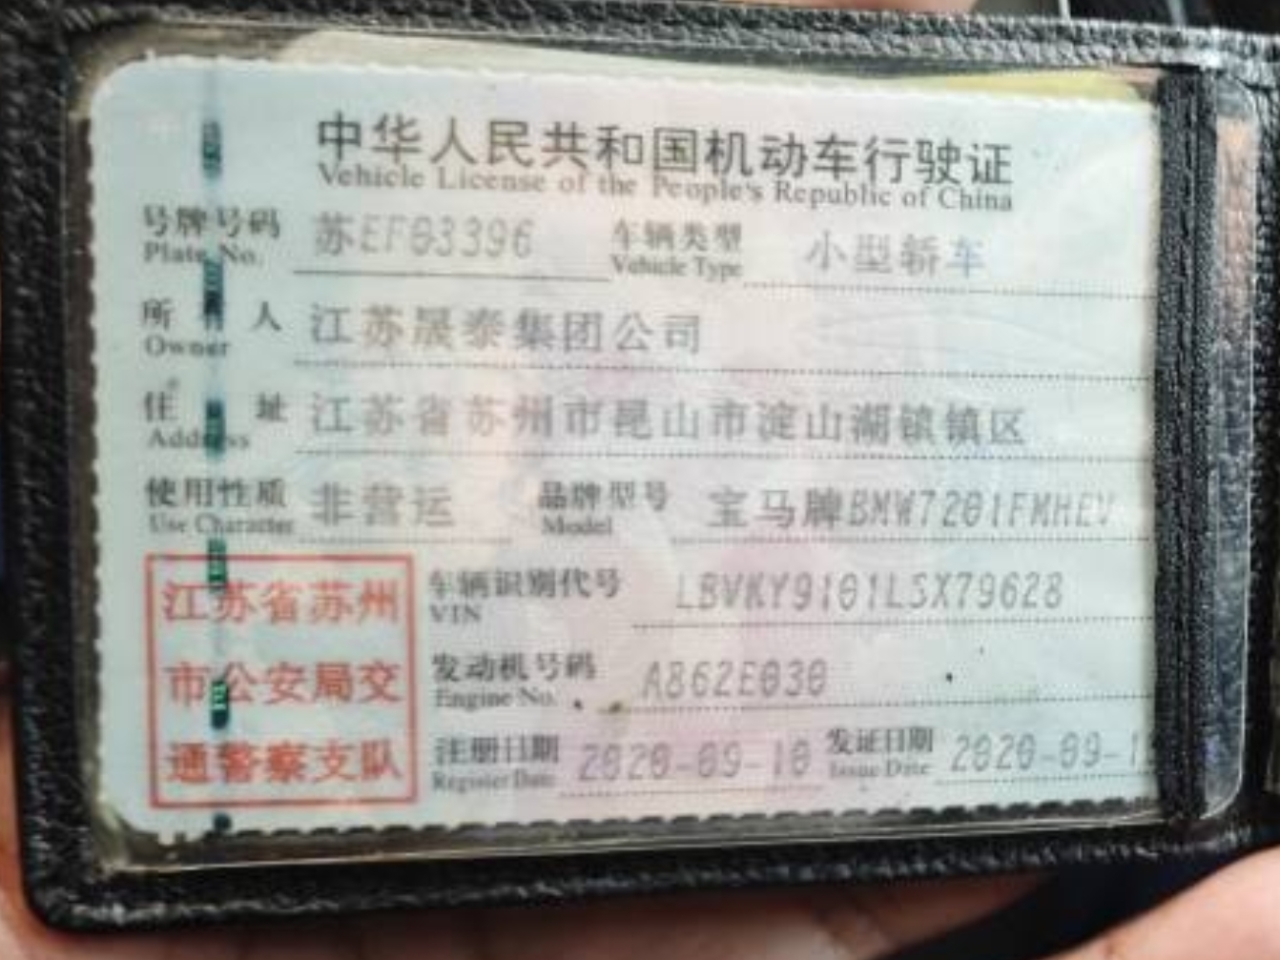 中华人民共和国机动车行驶证
Vehicle License of the People's Republic of China
号牌号码 苏EF03396 车辆类型 小型轿车
Plate No. Vehicle Type
所有人 江苏晟泰集团公司
Owner
住址 江苏省苏州市昆山市淀山湖镇镇区
Address
使用性质 非营运 品牌型号 宝马牌BMW7201FMHEV
Use Character Model
江苏省苏州 车辆识别代号 LBVKY9101LSX79628
VIN
市公安局交 发动机号码 A862E030
Engine No.
通警察支队 注册日期 2020-09-10 发证日期 2020-09-1
Register Date Issue Date